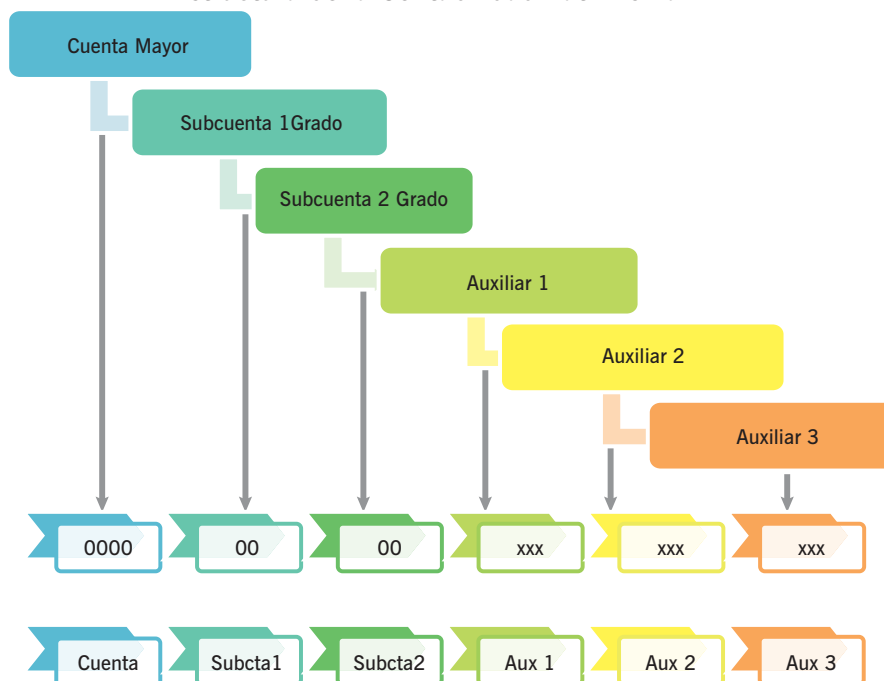 Cuenta Mayor
Subcuenta 1Grado
Subcuenta 2 Grado
Auxiliar 1
Auxiliar 2
Auxiliar 3
0000 00 00 xxx xxx xxx
Cuenta Subcta1 Subcta2 Aux 1 Aux 2 Aux 3